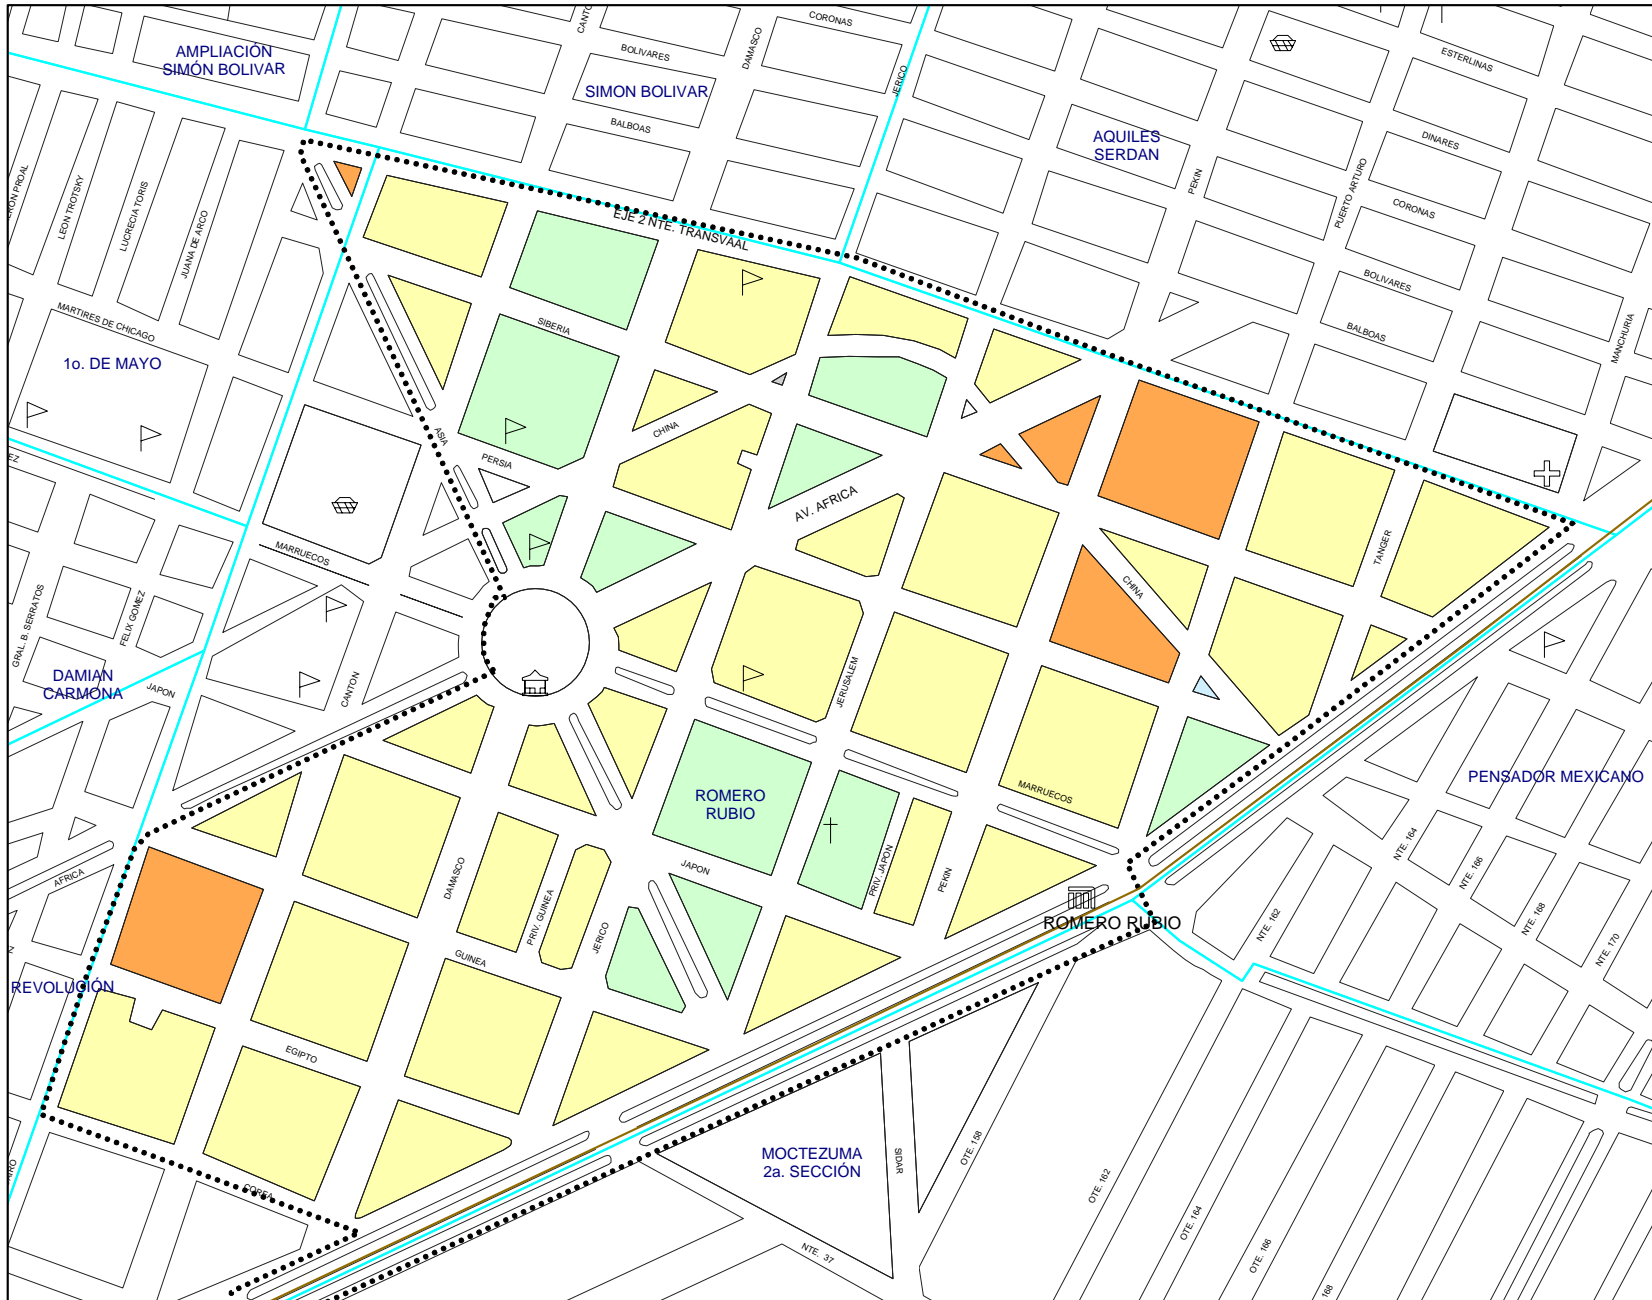 CORONAS
DAMASCO
BOLIVARES
AMPLIACIÓN
SIMÓN BOLIVAR
SIMON BOLIVAR
JERICO
ESTERLINAS
BALBOAS
AQUILES
SERDAN
DINARES
LEON TROTSKY
LUCRECIA TORIS
JUANA DE ARCO
PEKIN
PUERTO ARTURO
CORONAS
EJE 2 NTE. TRANSVAAL
BOLIVARES
MARTIRES DE CHICAGO
SIBERIA
BALBOAS
MANCHURIA
1o. DE MAYO
ASIA
CHINA
PERSIA
AV. AFRICA
MARRUECOS
TANGER
CHINA
GRAL. B. SERRATOS
FELIX GOMEZ
DAMIAN
CARMONA
JAPON
CANTON
JERUSALEM
PENSADOR MEXICANO
ROMERO
RUBIO
MARRUECOS
JAPON
PRIV. JAPON
PEKIN
NTE. 164
NTE. 166
AFRICA
DAMASCO
PRIV. GUINEA
JERICO
GUINEA
ROMERO RUBIO
NTE. 162
NTE. 168
NTE. 170
REVOLUCIÓN
EGIPTO
MOCTEZUMA
2a. SECCIÓN
SIDAR
OTE. 158
OTE. 162
OTE. 164
OTE. 166
168
COREA
NTE. 37